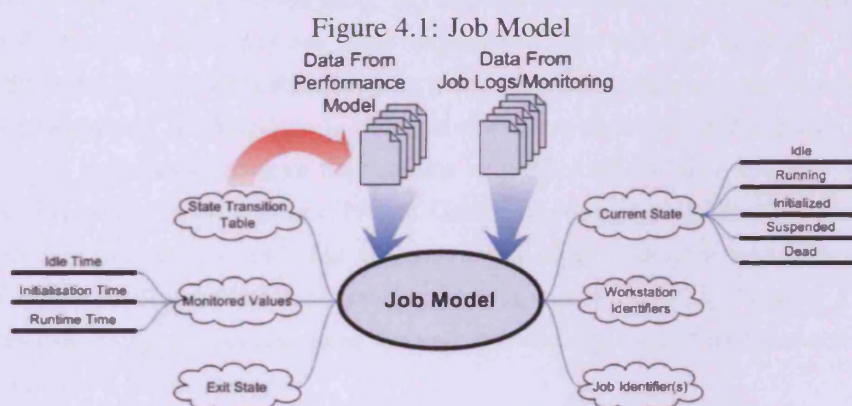 Figure 4.1: Job Model
Data From
Performance
Model
Data From
Job Logs/Monitoring
State Transition
Table
Idle Time
Initialisation Time
Runtime Time
Monitored Values
Exit State
Job Model
Current State
Idle
Running
Initialized
Suspended
Dead
Workstation
Identifiers
Job Identifier(s)